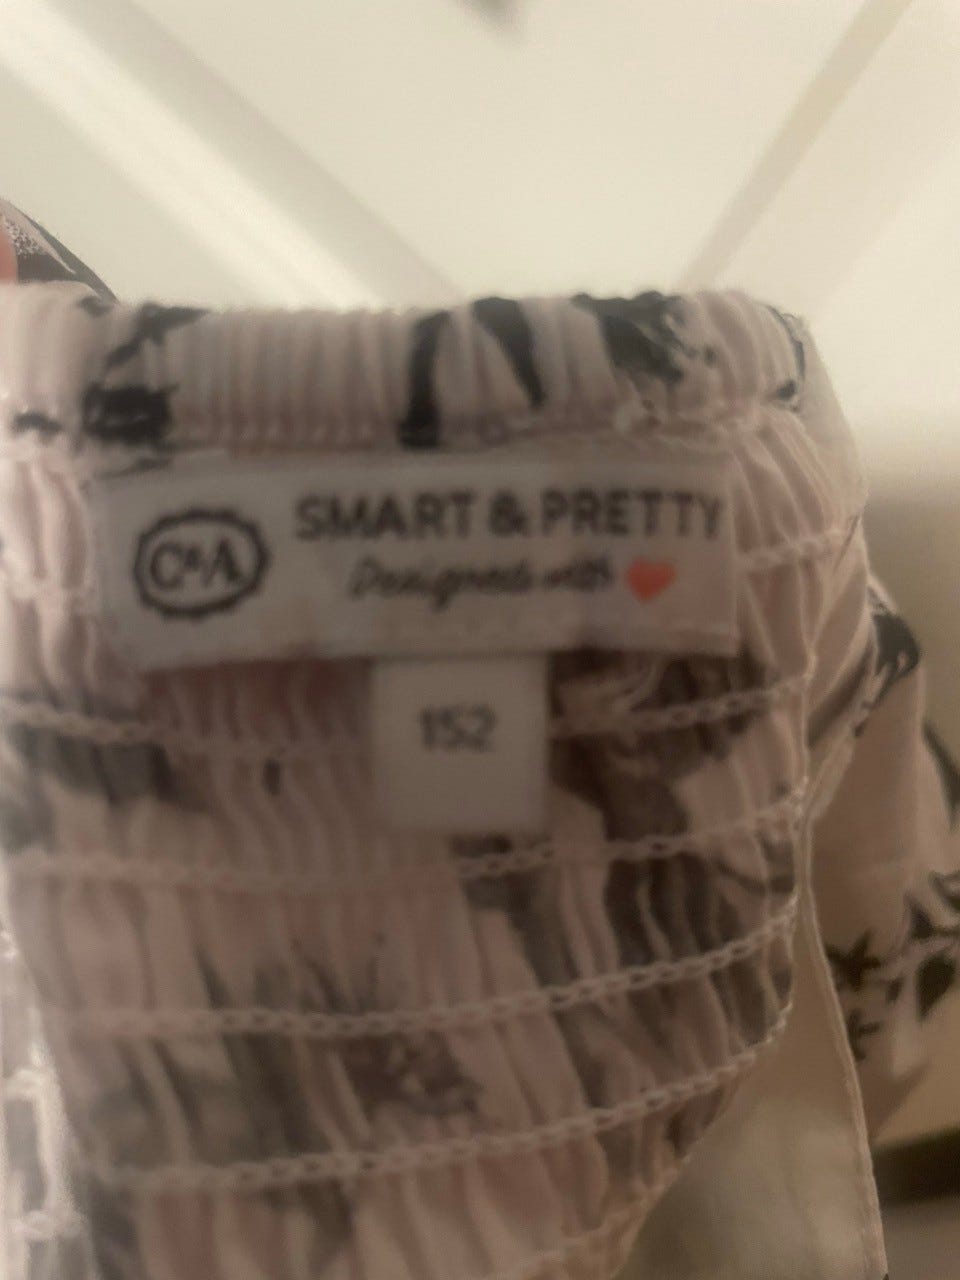 C&A
SMART & PRETTY
Designed with
152